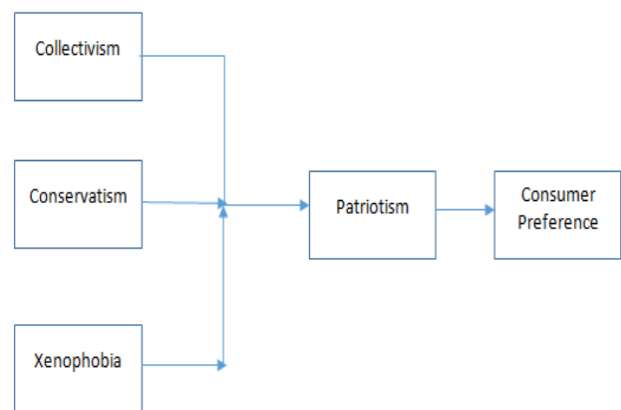 Collectivism
Conservatism
Xenophobia
Patriotism
Consumer
Preference